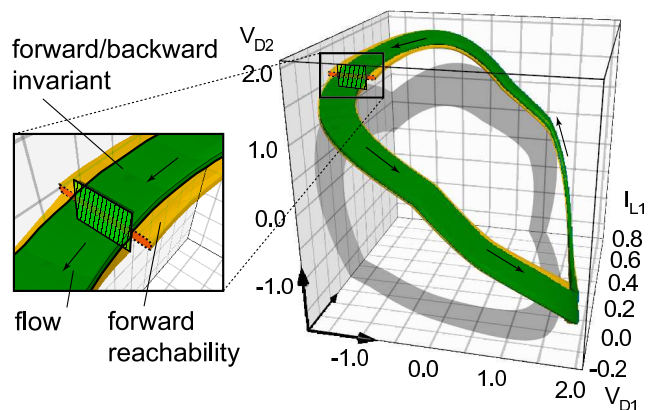 forward/backward
invariant
V_D2
2.0
1.0
0.0
-1.0
flow
forward
reachability
I_L1
0.8
0.6
0.4
0.2
0.0
-0.2
-1.0
0.0
1.0
2.0
V_D1